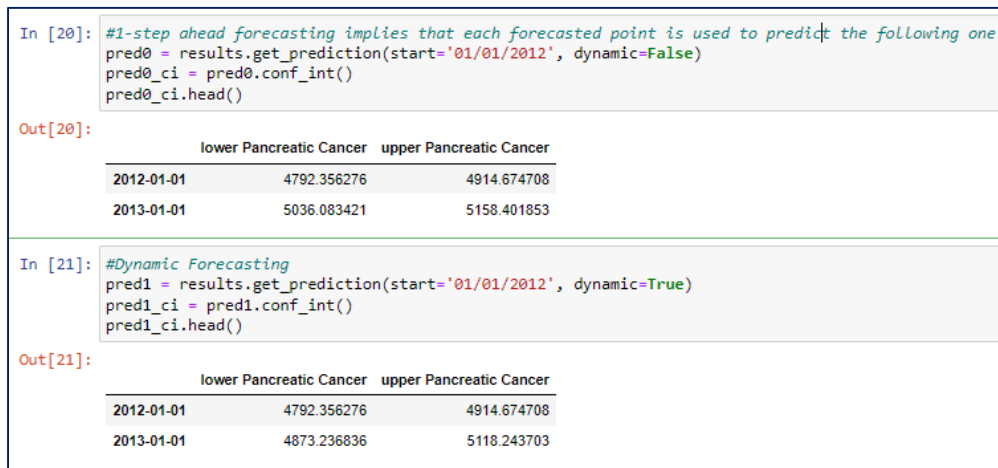 In [20]: #1-step ahead forecasting implies that each forecasted point is used to predict the following one
pred0 = results.get_prediction(start='01/01/2012', dynamic=False)
pred0_ci = pred0.conf_int()
pred0_ci.head()
Out[20]:
lower Pancreatic Cancer upper Pancreatic Cancer
2012-01-01 4792.356276 4914.674708
2013-01-01 5036.083421 5158.401853
In [21]: #Dynamic Forecasting
pred1 = results.get_prediction(start='01/01/2012', dynamic=True)
pred1_ci = pred1.conf_int()
pred1_ci.head()
Out[21]:
lower Pancreatic Cancer upper Pancreatic Cancer
2012-01-01 4792.356276 4914.674708
2013-01-01 4873.236836 5118.243703